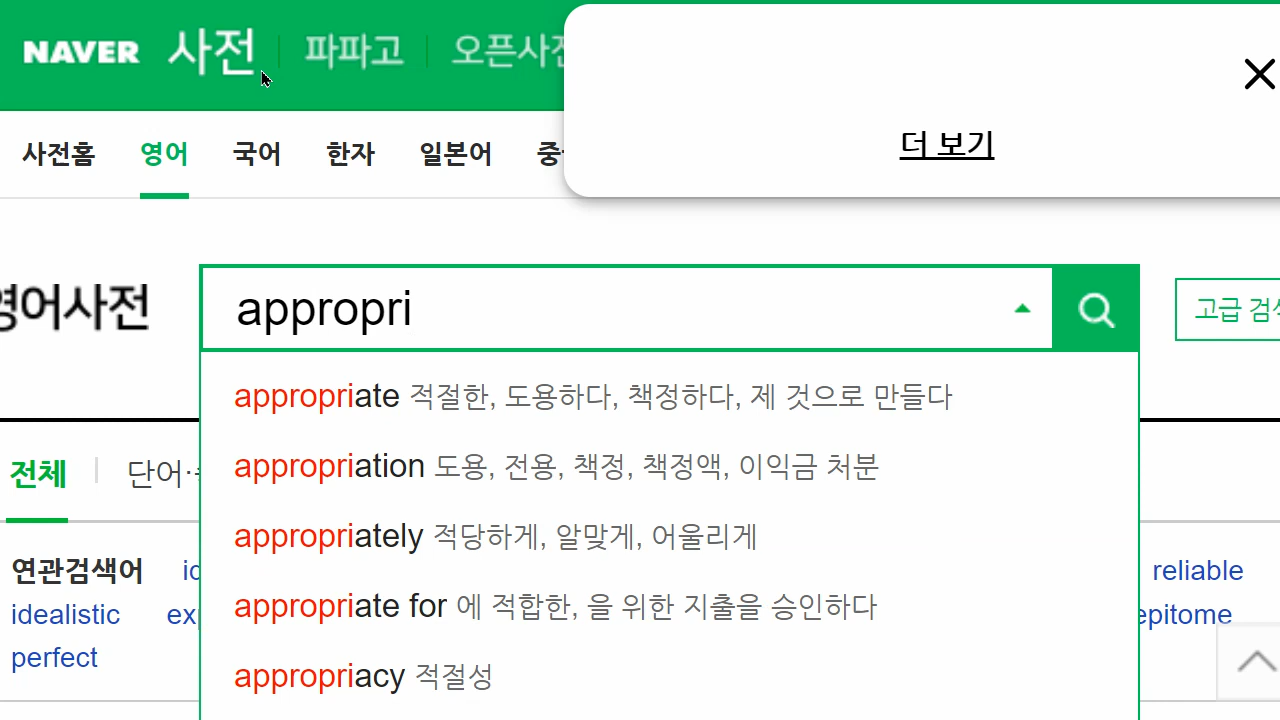 NAVER 사전 파파고 오픈사전
더 보기
사전홈 영어 국어 한자 일본어 중
영어사전 appropri 고급 검색
appropriate 적절한, 도용하다, 책정하다, 제 것으로 만들다
전체 단어·
appropriation 도용, 전용, 책정, 책정액, 이익금 처분
appropriately 적당하게, 알맞게, 어울리게
연관검색어 reliable
appropriate for 에 적합한, 을 위한 지출을 승인하다
idealistic epitome
perfect
appropriacy 적절성